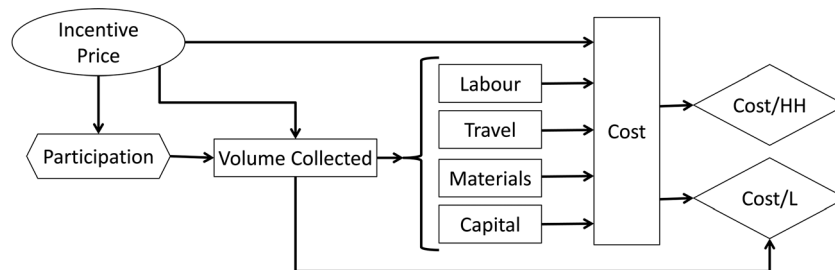 Incentive
Price
Participation
Volume Collected
Labour
Travel
Materials
Capital
Cost
Cost/HH
Cost/L